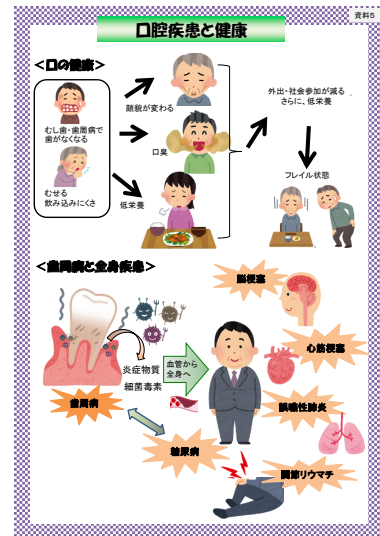 資料5
口腔疾患と健康
＜口の健康＞
むし歯・歯周病で
歯がなくなる
むせる
飲み込みにくさ
顔貌が変わる
口臭
低栄養
外出・社会参加が減る
さらに、低栄養
フレイル状態
＜歯周病と全身疾患＞
脳梗塞
心筋梗塞
炎症物質
細菌毒素
血管から
全身へ
歯周病
誤嚥性肺炎
糖尿病
関節リウマチ